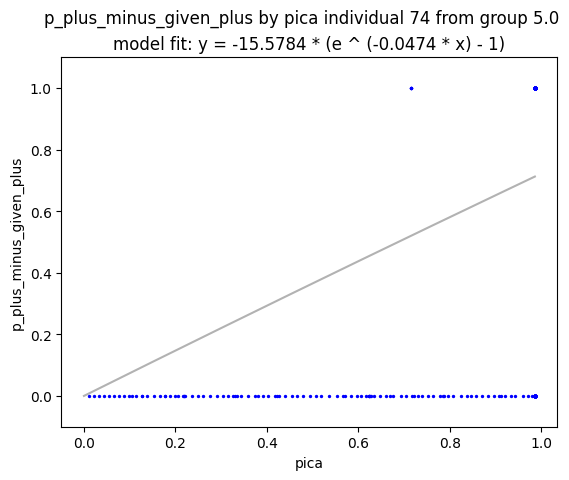 p_plus_minus_given_plus by pica individual 74 from group 5.0
model fit: y = -15.5784 * (e ^ (-0.0474 * x) - 1)
p_plus_minus_given_plus
1.0
0.8
0.6
0.4
0.2
0.0
0.0 0.2 0.4 0.6 0.8 1.0
pica